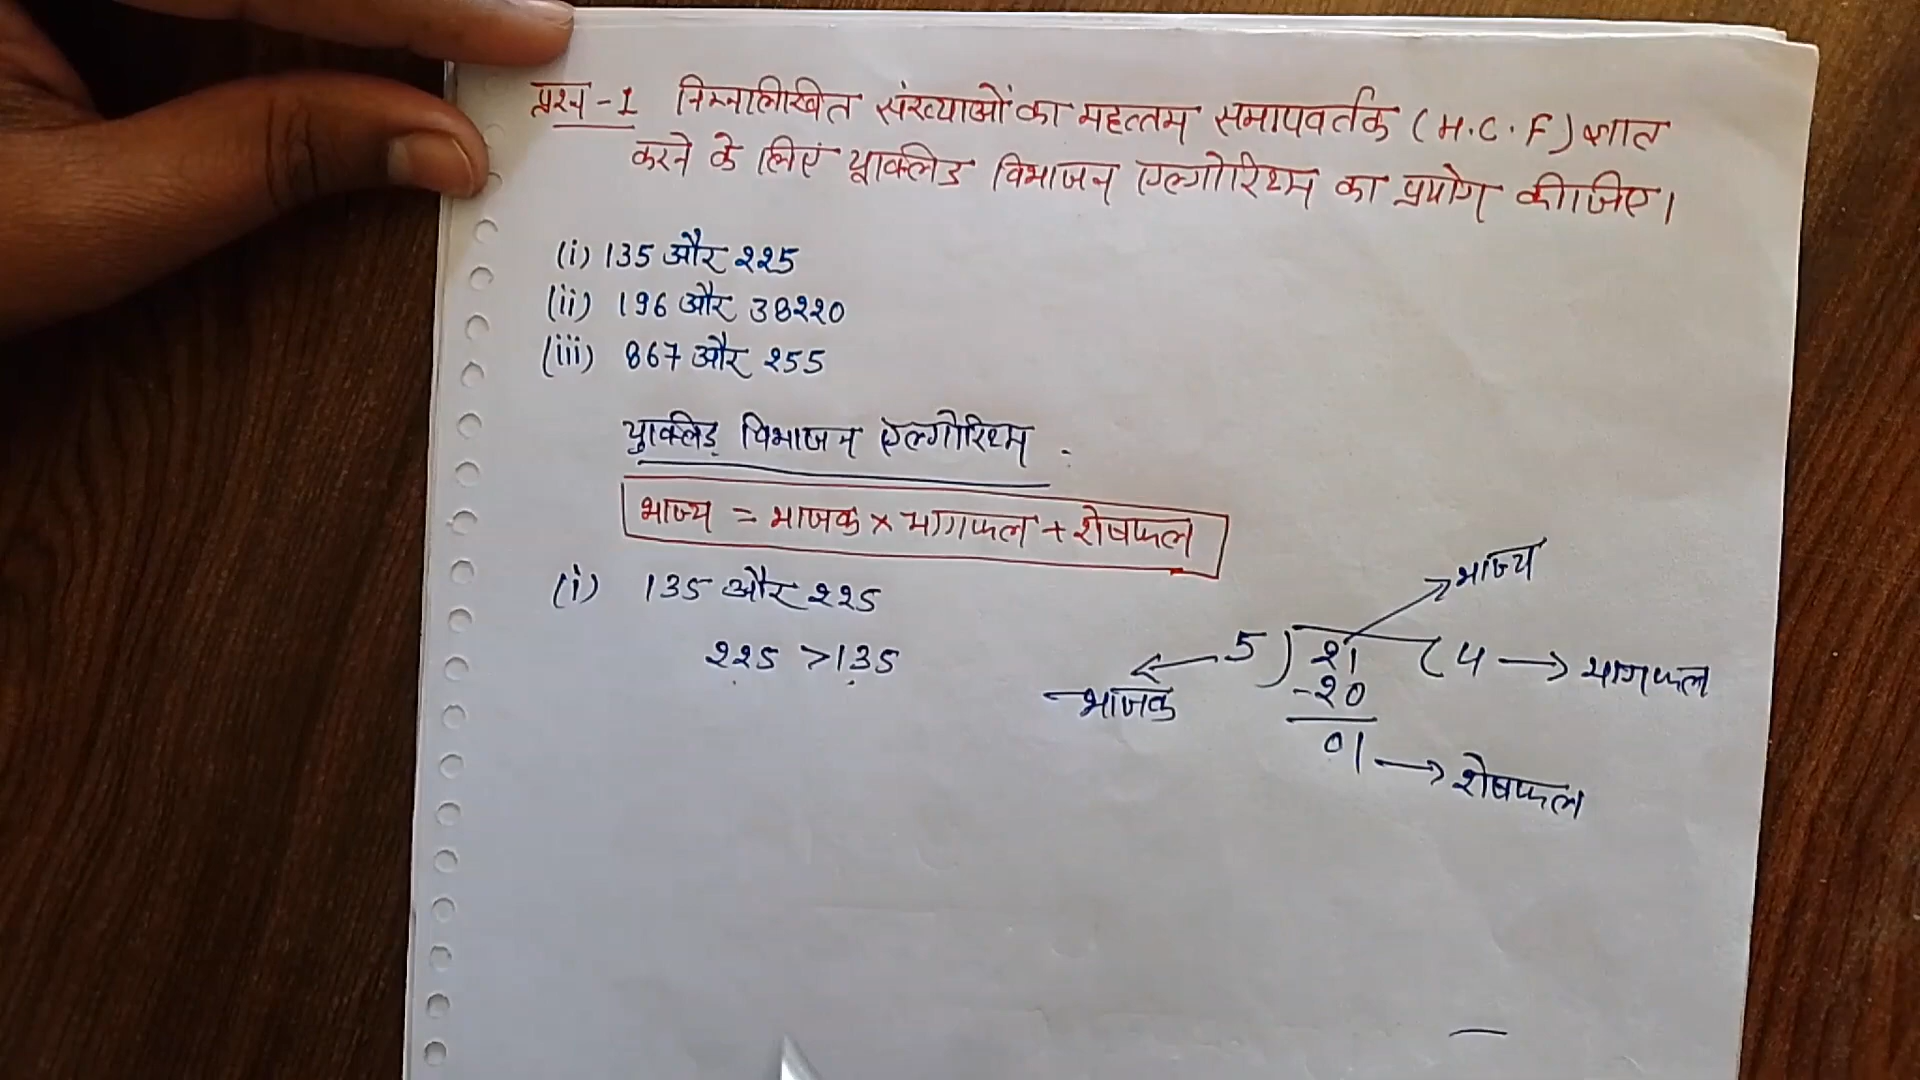 प्रश्न -1 निम्नलिखित संख्याओं का महत्तम समापवर्तक (H.C.F) ज्ञात
करने के लिए यूक्लिड विभाजन एल्गोरिथ्म का प्रयोग कीजिए।
(i) 135 और 225
(ii) 196 और 38220
(iii) 867 और 255
युक्लिड विभाजन ऐल्गोरिथ्म
भाज्य = भाजक × भागफल + शेषफल
(i) 135 और 225
225 > 135
भाज्य
5) 21 (4 → भागफल
भाजक
-20
01 → शेषफल